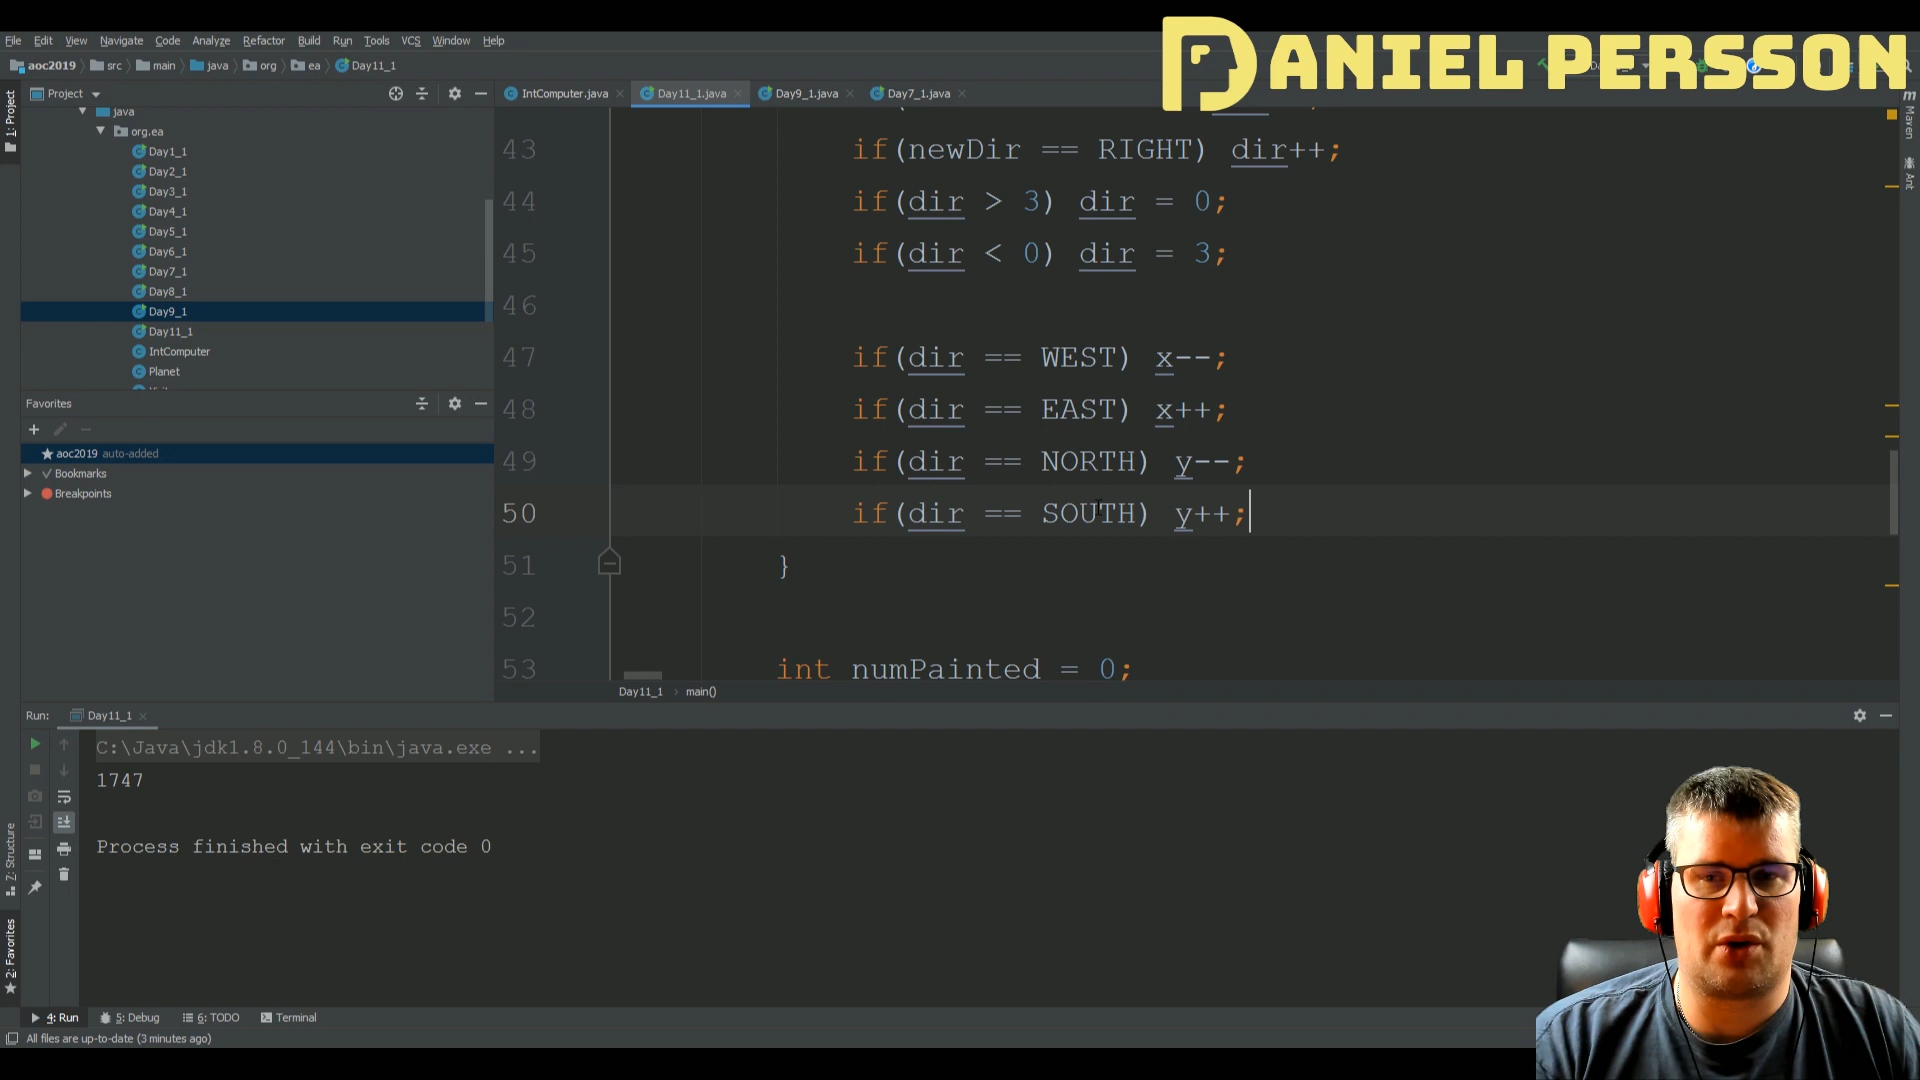 DANIEL PERSSON
File Edit View Navigate Code Analyze Refactor Build Run Tools VCS Window Help
aoc2019 src main java org ea Day11_1
1: Project
Project
IntComputer.java Day11_1.java Day9_1.java Day7_1.java
java
org.ea
Day1_1
Day2_1
Day3_1
Day4_1
Day5_1
Day6_1
Day7_1
Day8_1
Day9_1
Day11_1
IntComputer
Planet
Favorites
aoc2019 auto-added
Bookmarks
Breakpoints
43 if(newDir == RIGHT) dir++;
44 if(dir > 3) dir = 0;
45 if(dir < 0) dir = 3;
46
47 if(dir == WEST) x--;
48 if(dir == EAST) x++;
49 if(dir == NORTH) y--;
50 if(dir == SOUTH) y++;
51 }
52
53 int numPainted = 0;
Day11_1 > main()
Maven
Ant
Run: Day11_1
C:\Java\jdk1.8.0_144\bin\java.exe ...
1747
Process finished with exit code 0
7: Structure
2: Favorites
4: Run 5: Debug 6: TODO Terminal
All files are up-to-date (3 minutes ago)